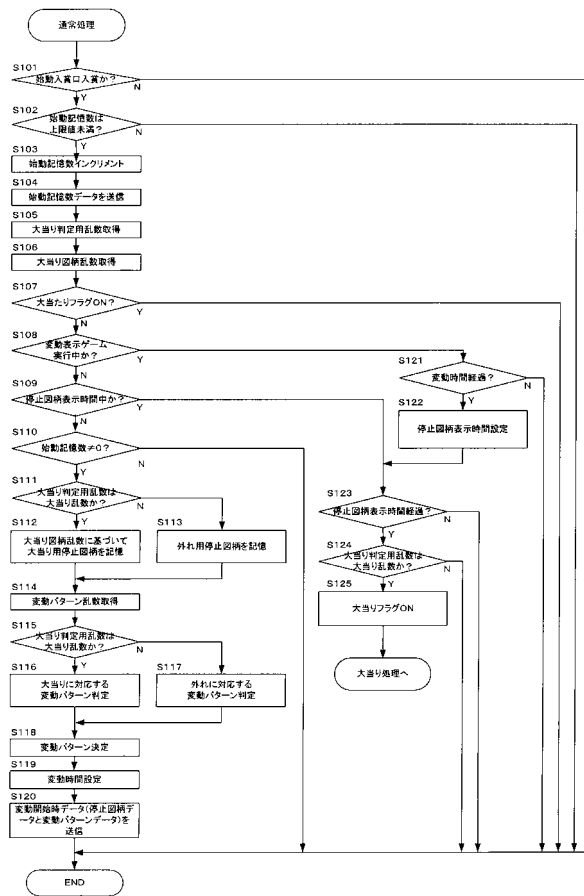 通常処理
S101
始動入賞口入賞か?
N
Y
S102
始動記憶数は
上限値未満?
N
Y
S103
始動記憶数インクリメント
S104
始動記憶数データを送信
S105
大当り判定用乱数取得
S106
大当り図柄乱数取得
S107
大当たりフラグON?
Y
N
S108
変動表示ゲーム
実行中か?
Y
N
S109
停止図柄表示時間中か?
Y
N
S110
始動記憶数≠0?
N
Y
S111
大当り判定用乱数は
大当り乱数か?
N
Y
S112
大当り図柄乱数に基づいて
大当り用停止図柄を記憶
S113
外れ用停止図柄を記憶
S114
変動パターン乱数取得
S115
大当り判定用乱数は
大当り乱数か?
N
Y
S116
大当りに対応する
変動パターン判定
S117
外れに対応する
変動パターン判定
S118
変動パターン決定
S119
変動時間設定
S120
変動開始時データ(停止図柄デ
ータと変動パターンデータ)を
送信
END
S121
変動時間経過?
N
Y
S122
停止図柄表示時間設定
S123
停止図柄表示時間経過?
N
Y
S124
大当り判定用乱数は
大当り乱数か?
N
Y
S125
大当りフラグON
大当り処理へ